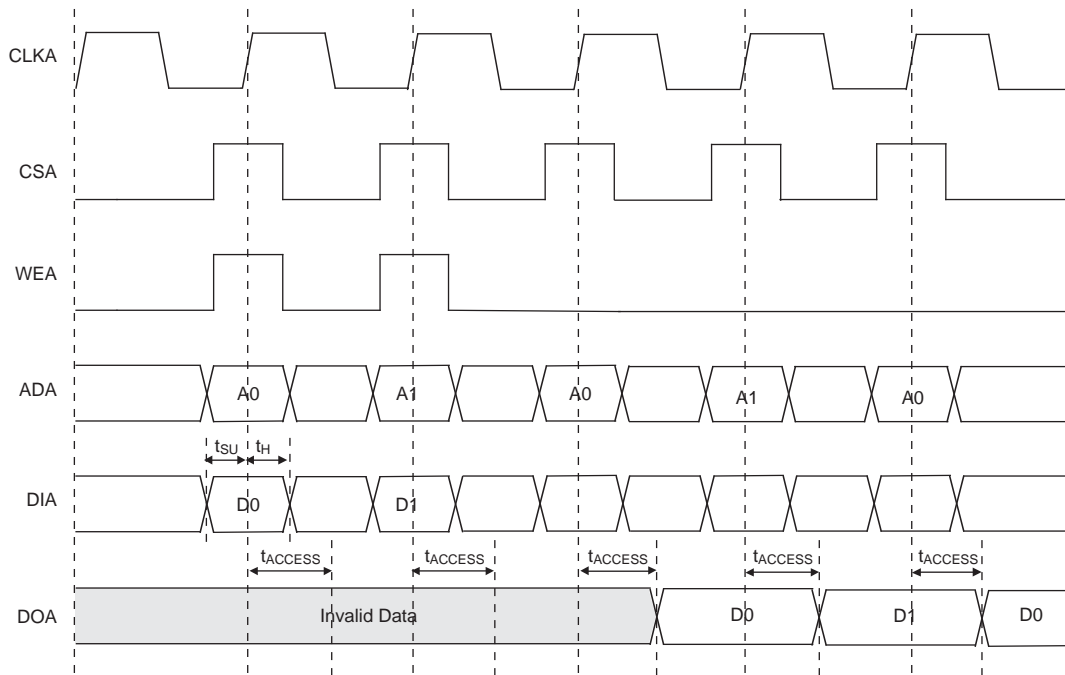 CLKA
CSA
WEA
ADA A0 A1 A0 A1 A0
tSU tH
DIA D0 D1
tACCESS tACCESS tACCESS tACCESS tACCESS
DOA Invalid Data D0 D1 D0